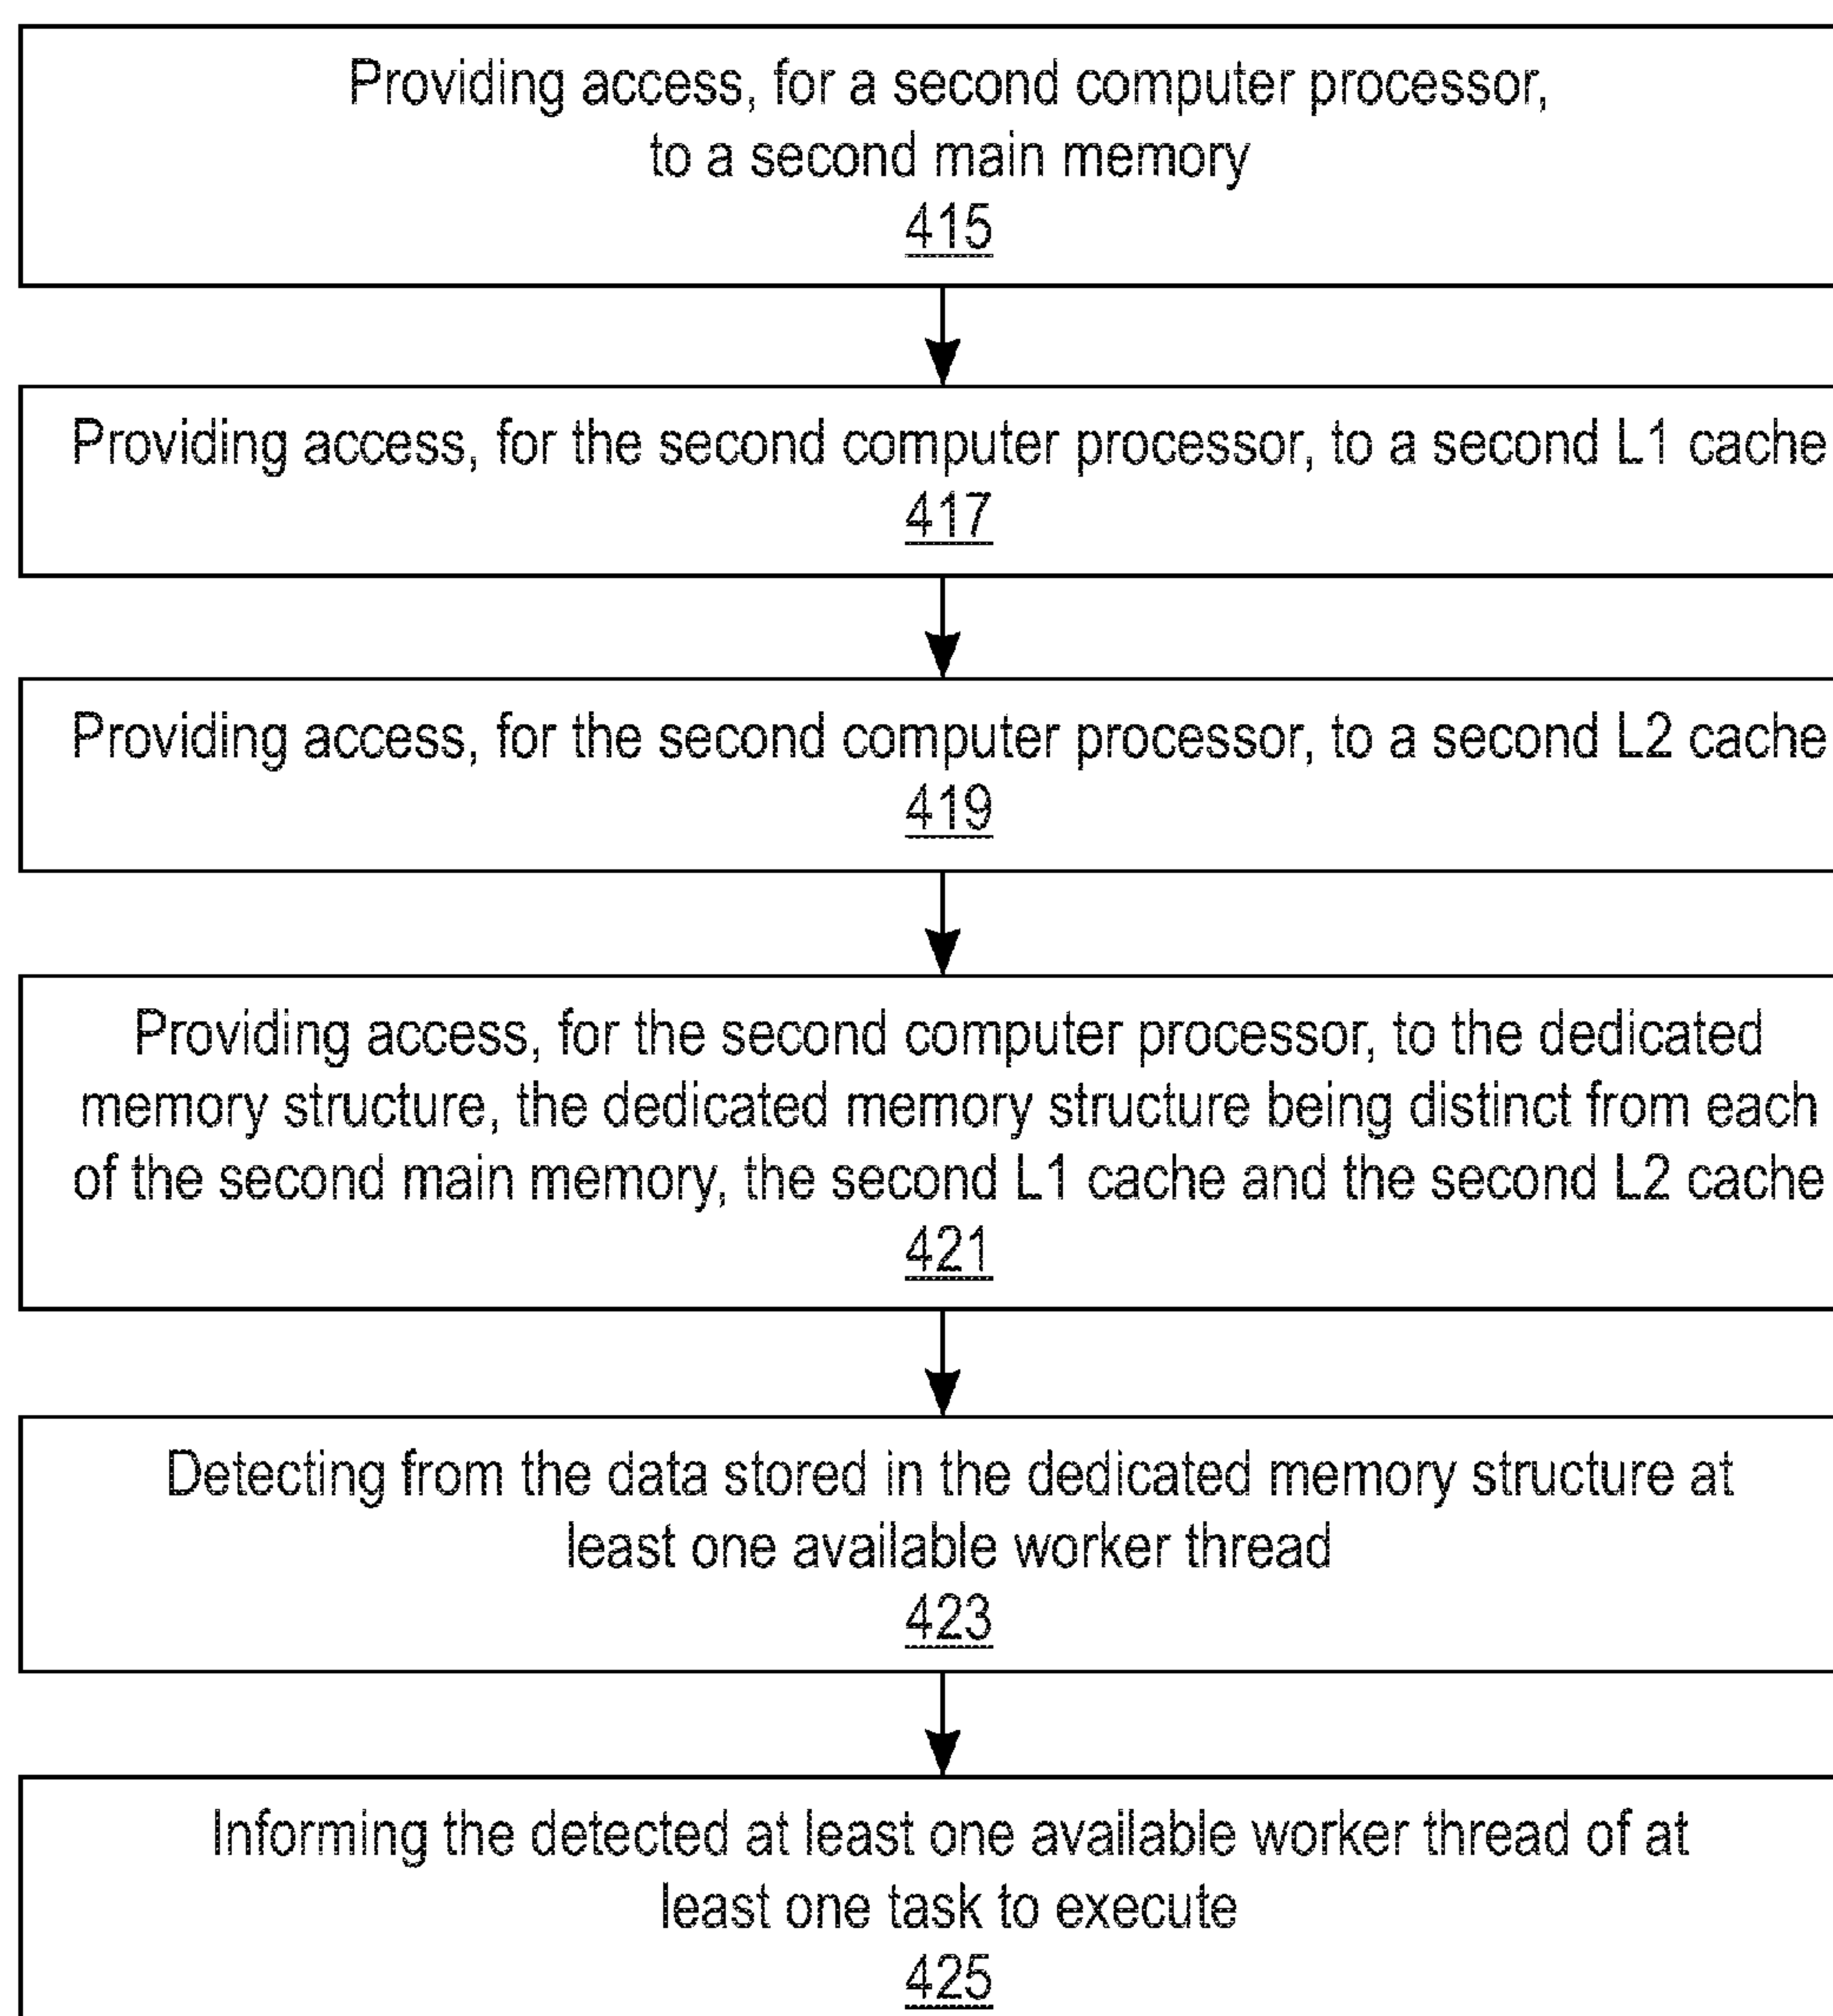 Providing access, for a second computer processor,
to a second main memory
415
Providing access, for the second computer processor, to a second L1 cache
417
Providing access, for the second computer processor, to a second L2 cache
419
Providing access, for the second computer processor, to the dedicated
memory structure, the dedicated memory structure being distinct from each
of the second main memory, the second L1 cache and the second L2 cache
421
Detecting from the data stored in the dedicated memory structure at
least one available worker thread
423
Informing the detected at least one available worker thread of at
least one task to execute
425